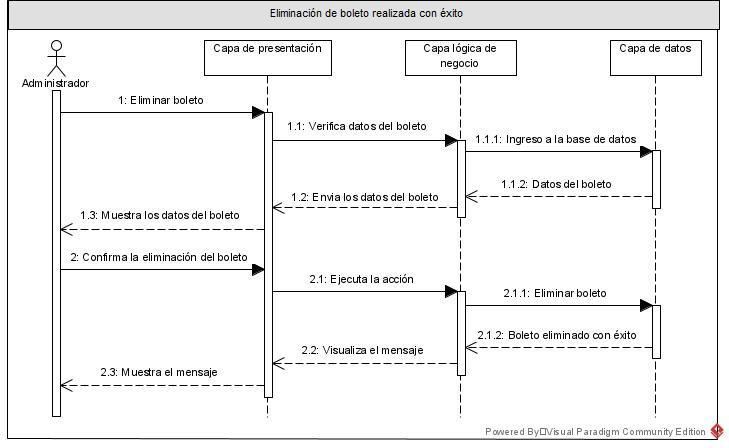 Eliminación de boleto realizada con éxito
Capa de presentación
Capa lógica de
negocio
Capa de datos
Administrador
1: Eliminar boleto
1.1: Verifica datos del boleto
1.1.1: Ingreso a la base de datos
1.1.2: Datos del boleto
1.2: Envia los datos del boleto
1.3: Muestra los datos del boleto
2: Confirma la eliminación del boleto
2.1: Ejecuta la acción
2.1.1: Eliminar boleto
2.1.2: Boleto eliminado con éxito
2.2: Visualiza el mensaje
2.3: Muestra el mensaje
Powered By Visual Paradigm Community Edition